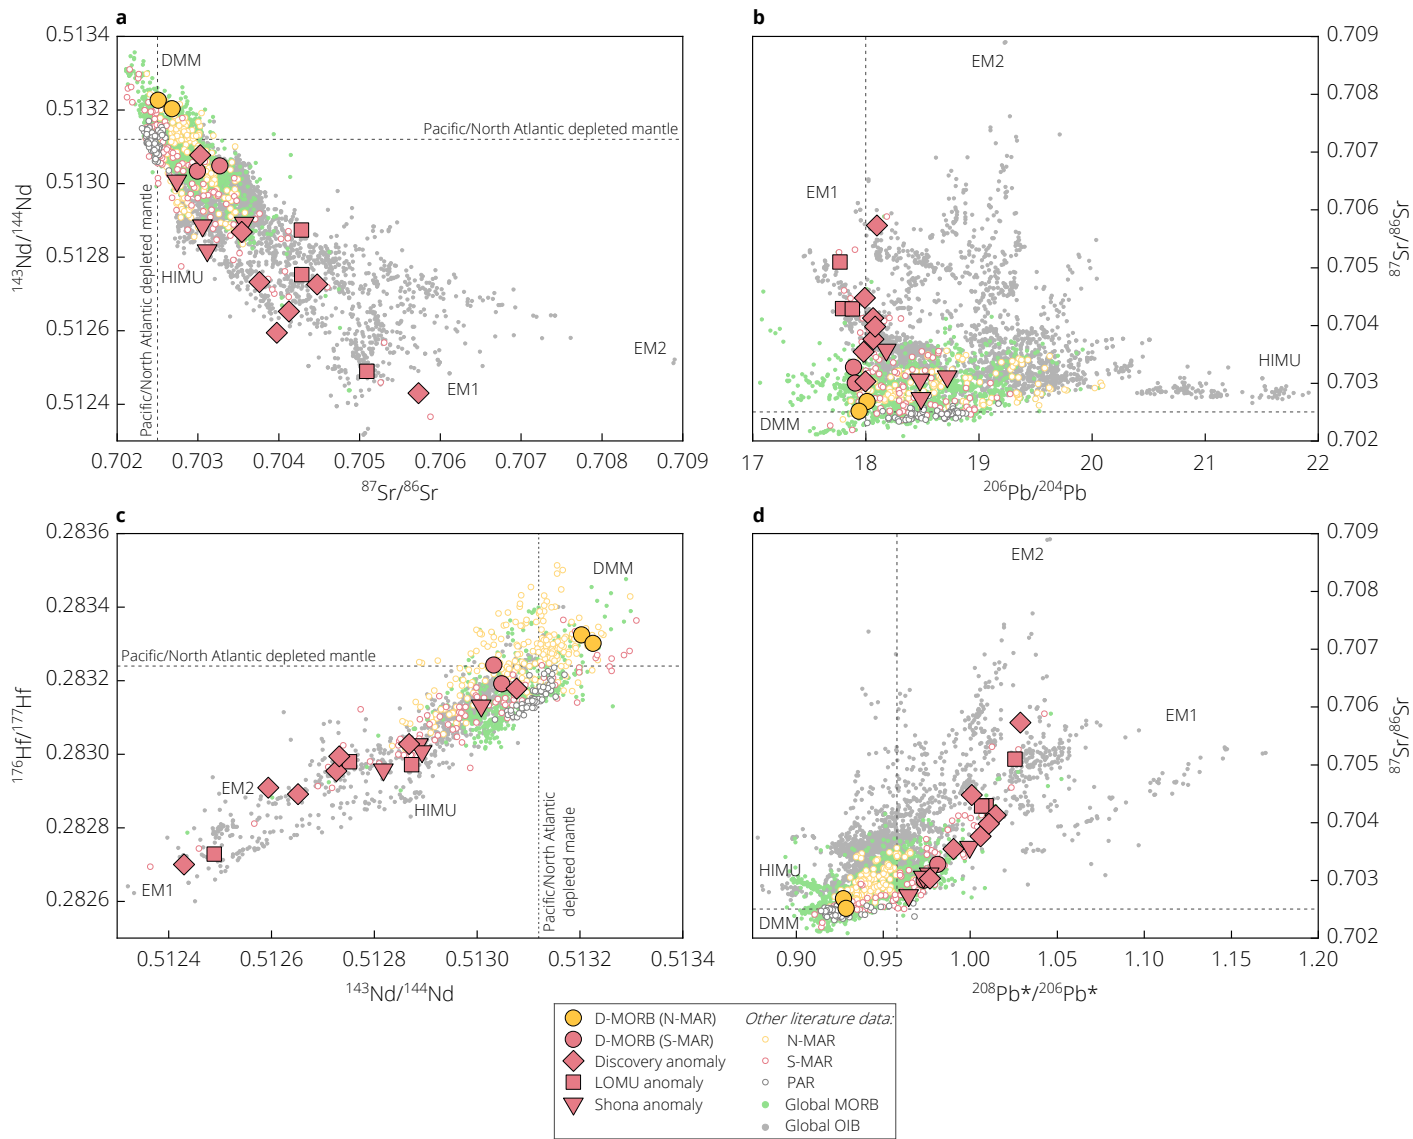 a
0.5134
0.5132
0.5130
0.5128
0.5126
0.5124
143Nd/144Nd
DMM
Pacific/North Atlantic depleted mantle
Pacific/North Atlantic depleted mantle
HIMU
EM2
EM1
0.702 0.703 0.704 0.705 0.706 0.707 0.708 0.709
87Sr/86Sr
b
EM2
EM1
HIMU
DMM
0.709
0.708
0.707
0.706
0.705
0.704
0.703
0.702
87Sr/86Sr
17 18 19 20 21 22
206Pb/204Pb
c
0.2836
0.2834
0.2832
0.2830
0.2828
0.2826
176Hf/177Hf
DMM
Pacific/North Atlantic depleted mantle
EM2
HIMU
EM1
Pacific/North Atlantic
depleted mantle
0.5124 0.5126 0.5128 0.5130 0.5132 0.5134
143Nd/144Nd
d
EM2
EM1
HIMU
DMM
0.709
0.708
0.707
0.706
0.705
0.704
0.703
0.702
87Sr/86Sr
0.90 0.95 1.00 1.05 1.10 1.15 1.20
208Pb*/206Pb*
D-MORB (N-MAR)
D-MORB (S-MAR)
Discovery anomaly
LOMU anomaly
Shona anomaly
Other literature data:
N-MAR
S-MAR
PAR
Global MORB
Global OIB